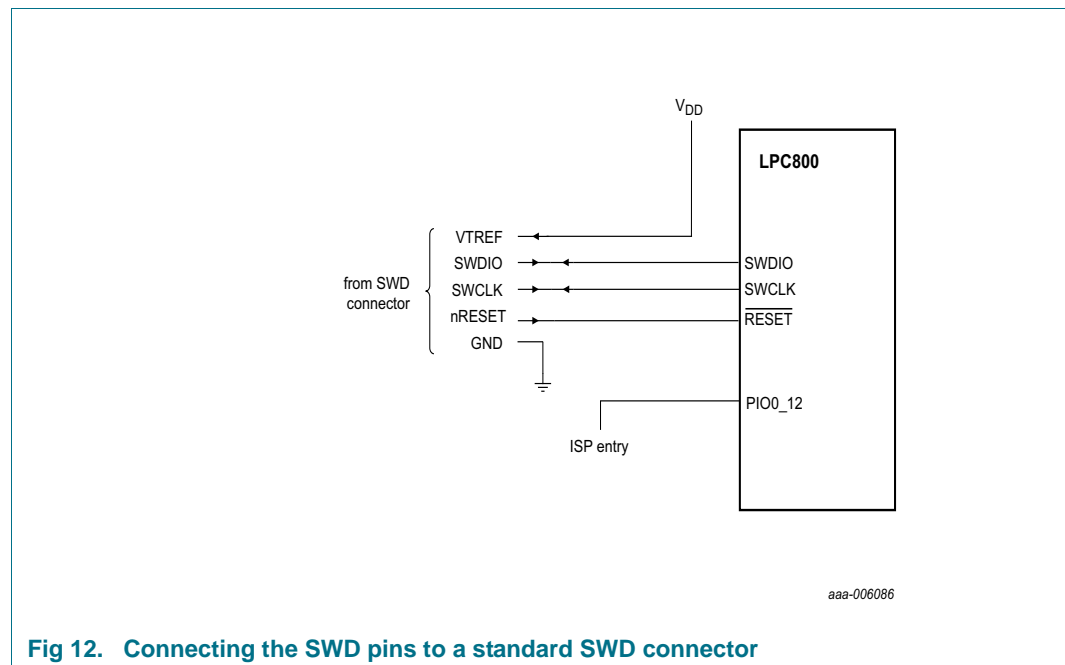 VDD
LPC800
VTREF
SWDIO
SWCLK
nRESET
GND
from SWD
connector
SWDIO
SWCLK
RESET
PIO0_12
ISP entry
aaa-006086
Fig 12. Connecting the SWD pins to a standard SWD connector